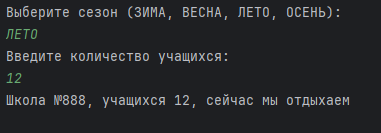 Выберите сезон (ЗИМА, ВЕСНА, ЛЕТО, ОСЕНЬ):
ЛЕТО
Введите количество учащихся:
12
Школа №888, учащихся 12, сейчас мы отдыхаем